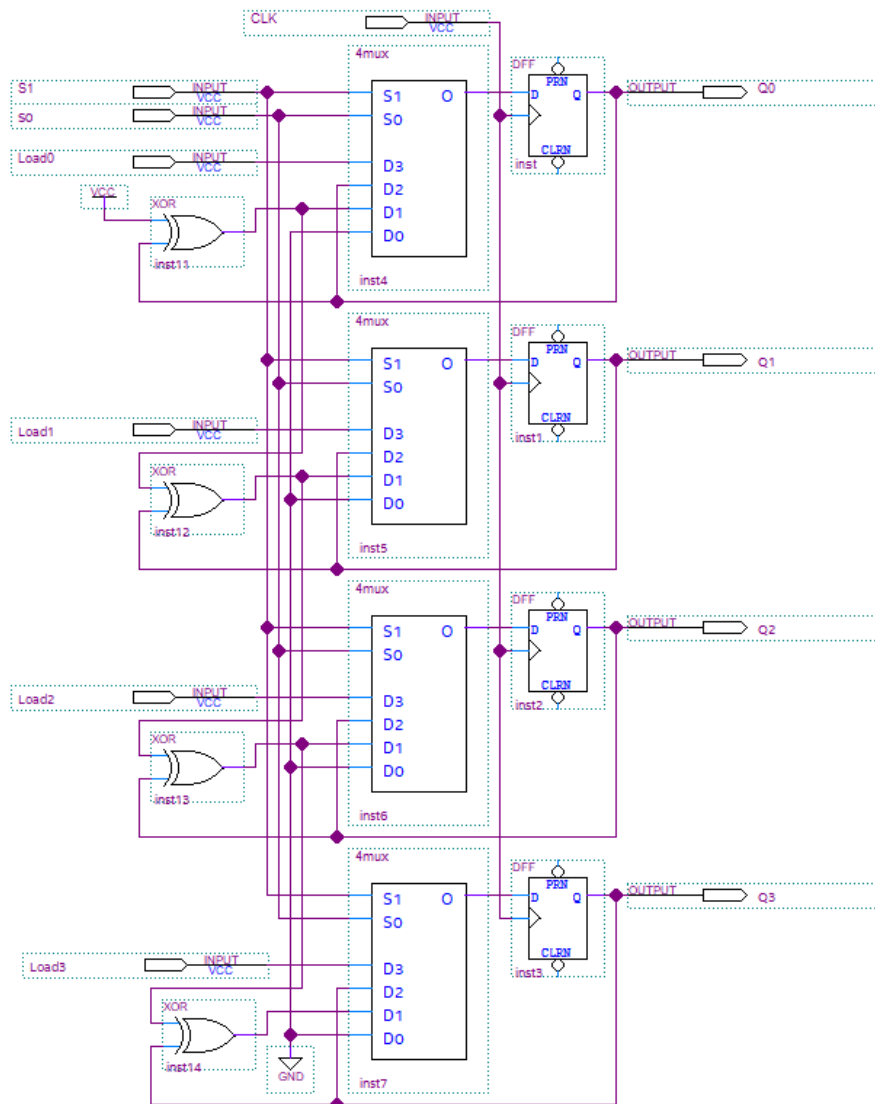 CLK
INPUT
VCC
4mux
DFF
S1
INPUT
VCC
S1
O
PRN
D
Q
OUTPUT
Q0
so
INPUT
VCC
S0
CLRN
inst
Load0
INPUT
VCC
D3
D2
VCC
XOR
D1
D0
inst11
inst4
4mux
DFF
S1
O
PRN
D
Q
OUTPUT
Q1
S0
CLRN
inst1
Load1
INPUT
VCC
D3
D2
XOR
D1
D0
inst12
inst5
4mux
DFF
S1
O
PRN
D
Q
OUTPUT
Q2
S0
CLRN
inst2
Load2
INPUT
VCC
D3
D2
XOR
D1
D0
inst13
inst6
4mux
DFF
S1
O
PRN
D
Q
OUTPUT
Q3
S0
CLRN
inst3
Load3
INPUT
VCC
D3
D2
XOR
D1
D0
inst14
GND
inst7